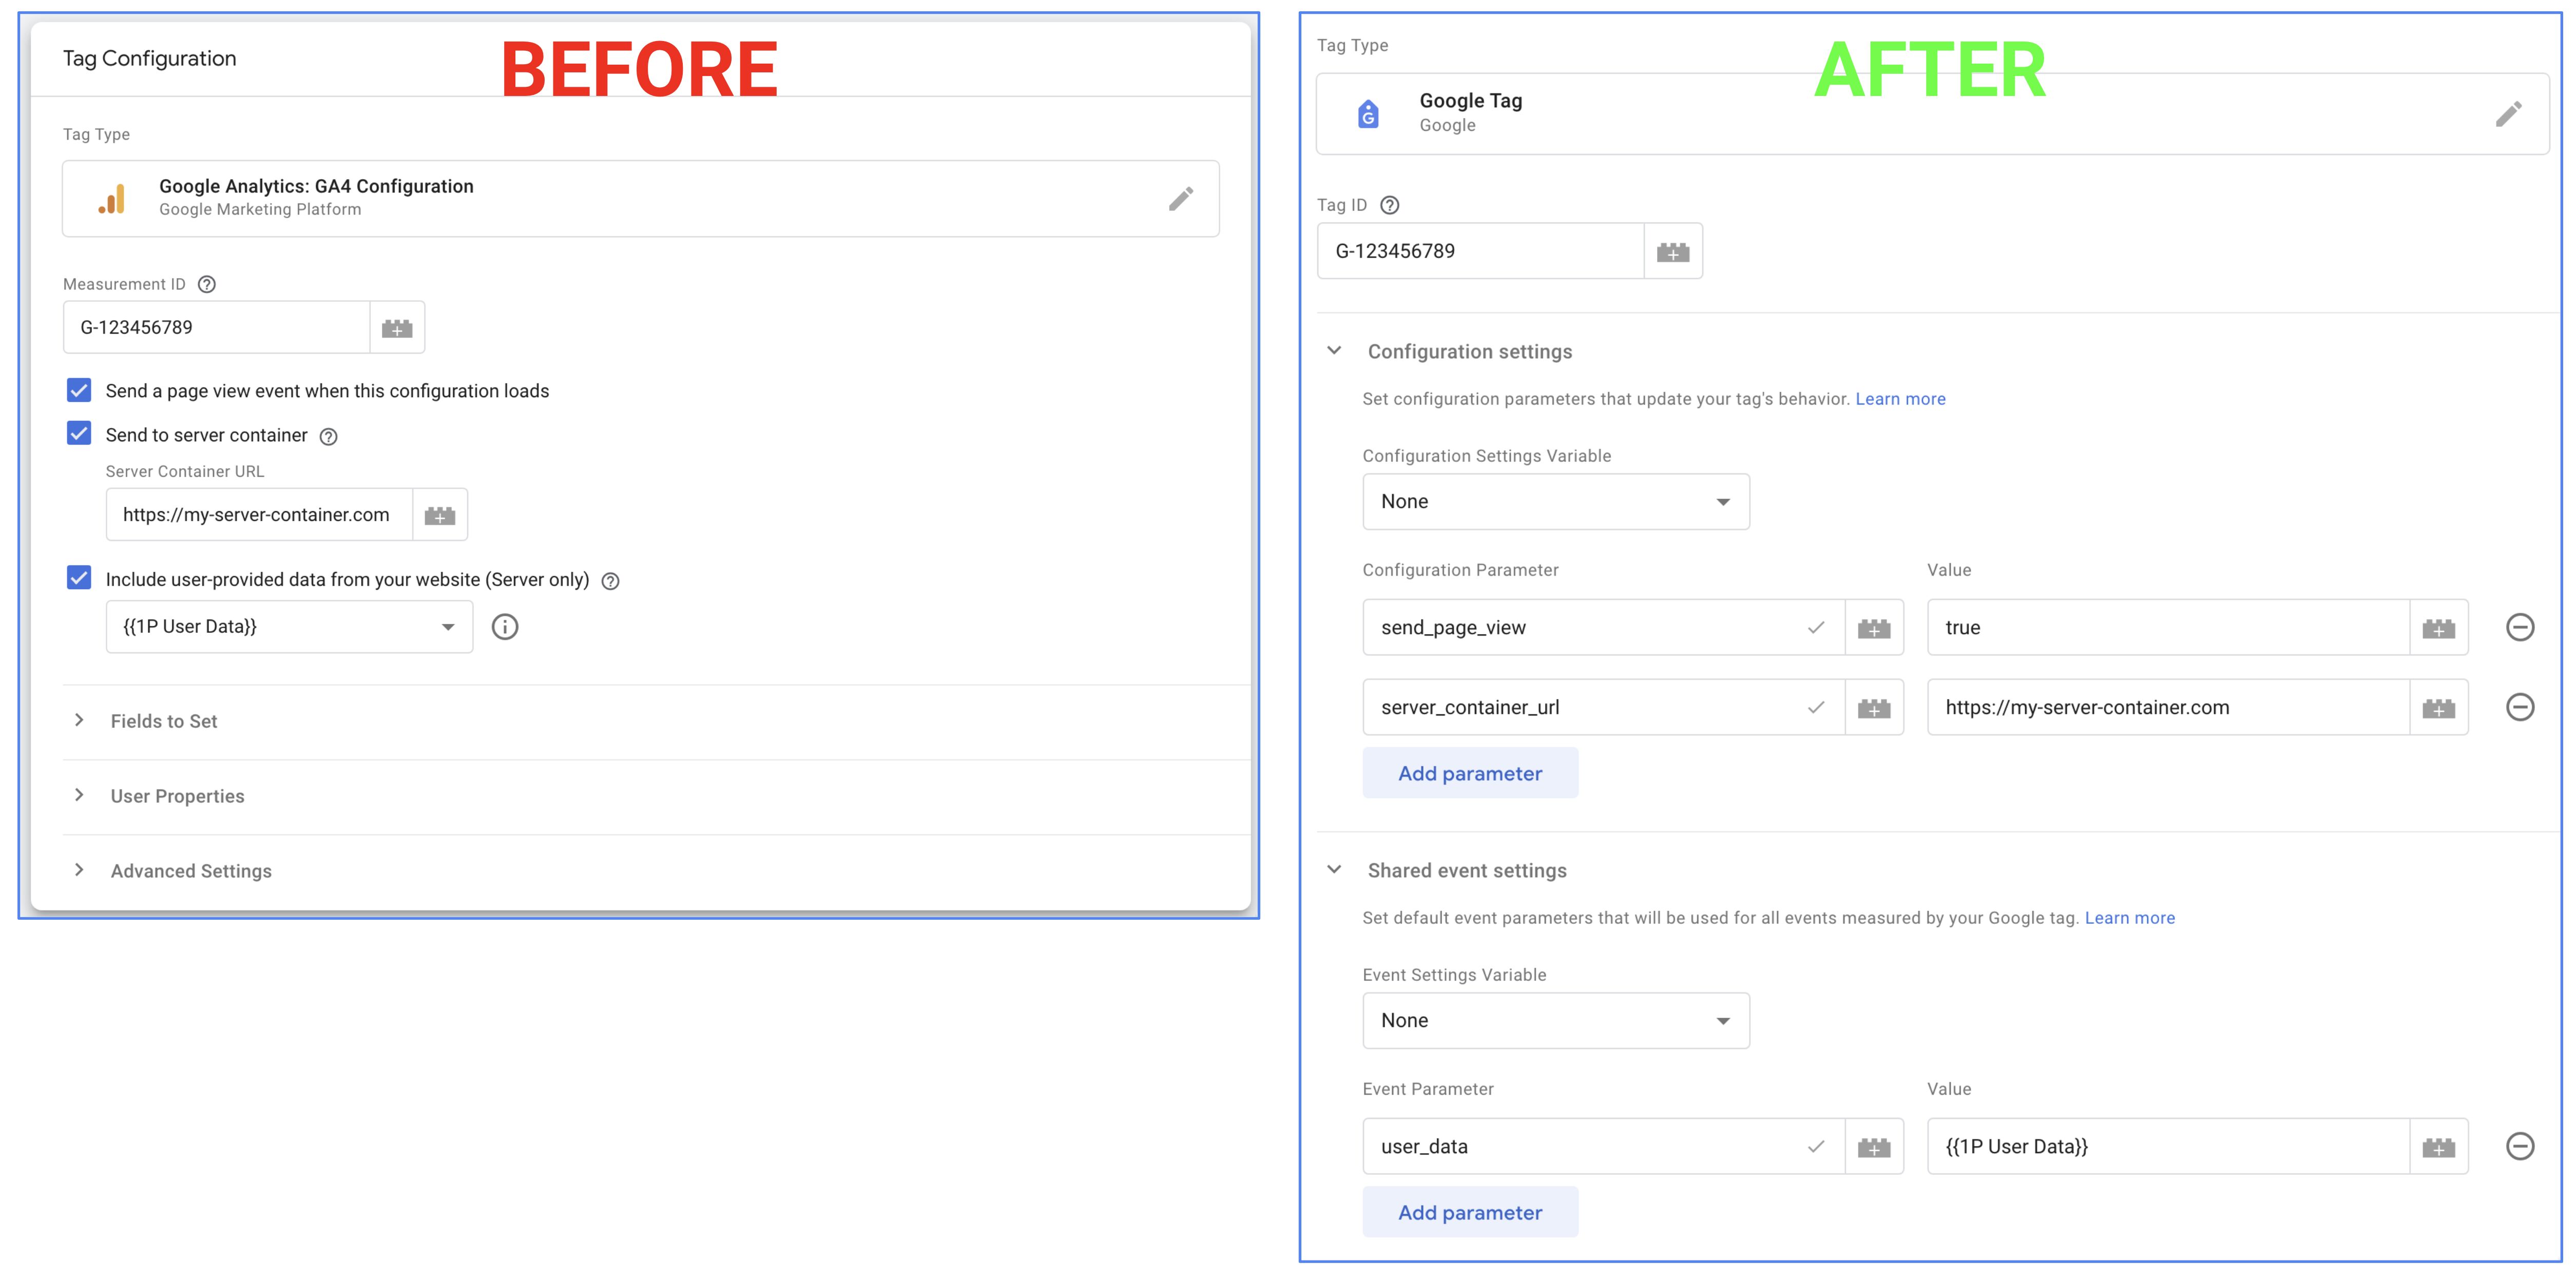 BEFORE
Tag Configuration
Tag Type
Google Analytics: GA4 Configuration
Google Marketing Platform
Measurement ID
G-123456789
Send a page view event when this configuration loads
Send to server container
Server Container URL
https://my-server-container.com
Include user-provided data from your website (Server only)
{{1P User Data}}
Fields to Set
User Properties
Advanced Settings
AFTER
Tag Type
Google Tag
Google
Tag ID
G-123456789
Configuration settings
Set configuration parameters that update your tag's behavior. Learn more
Configuration Settings Variable
None
Configuration Parameter Value
send_page_view true
server_container_url https://my-server-container.com
Add parameter
Shared event settings
Set default event parameters that will be used for all events measured by your Google tag. Learn more
Event Settings Variable
None
Event Parameter Value
user_data {{1P User Data}}
Add parameter